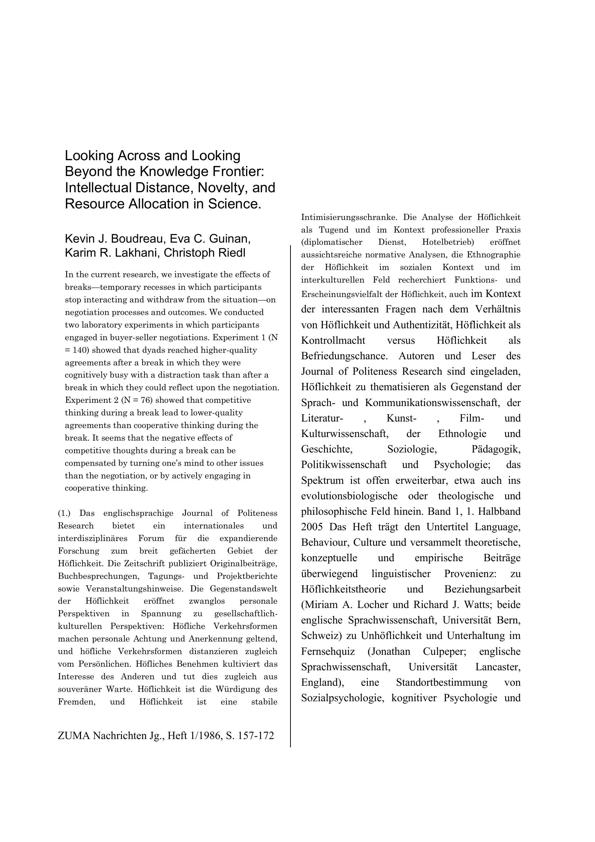 Looking Across and Looking
Beyond the Knowledge Frontier:
Intellectual Distance, Novelty, and
Resource Allocation in Science.
Kevin J. Boudreau, Eva C. Guinan,
Karim R. Lakhani, Christoph Riedl
In the current research, we investigate the effects of
breaks—temporary recesses in which participants
stop interacting and withdraw from the situation—on
negotiation processes and outcomes. We conducted
two laboratory experiments in which participants
engaged in buyer-seller negotiations. Experiment 1 (N
= 140) showed that dyads reached higher-quality
agreements after a break in which they were
cognitively busy with a distraction task than after a
break in which they could reflect upon the negotiation.
Experiment 2 (N = 76) showed that competitive
thinking during a break lead to lower-quality
agreements than cooperative thinking during the
break. It seems that the negative effects of
competitive thoughts during a break can be
compensated by turning one's mind to other issues
than the negotiation, or by actively engaging in
cooperative thinking.
(1.) Das englischsprachige Journal of Politeness
Research bietet ein internationales und
interdisziplinäres Forum für die expandierende
Forschung zum breit gefächerten Gebiet der
Höflichkeit. Die Zeitschrift publiziert Originalbeiträge,
Buchbesprechungen, Tagungs- und Projektberichte
sowie Veranstaltungshinweise. Die Gegenstandswelt
der Höflichkeit eröffnet zwanglos personale
Perspektiven in Spannung zu gesellschaftlich-
kulturellen Perspektiven: Höfliche Verkehrsformen
machen personale Achtung und Anerkennung geltend,
und höfliche Verkehrsformen distanzieren zugleich
vom Persönlichen. Höfliches Benehmen kultiviert das
Interesse des Anderen und tut dies zugleich aus
souveräner Warte. Höflichkeit ist die Würdigung des
Fremden, und Höflichkeit ist eine stabile
ZUMA Nachrichten Jg., Heft 1/1986, S. 157-172
Intimisierungsschranke. Die Analyse der Höflichkeit
als Tugend und im Kontext professioneller Praxis
(diplomatischer Dienst, Hotelbetrieb) eröffnet
aussichtsreiche normative Analysen, die Ethnographie
der Höflichkeit im sozialen Kontext und im
interkulturellen Feld recherchiert Funktions- und
Erscheinungsvielfalt der Höflichkeit, auch im Kontext
der interessanten Fragen nach dem Verhältnis
von Höflichkeit und Authentizität, Höflichkeit als
Kontrollmacht versus Höflichkeit als
Befriedungschance. Autoren und Leser des
Journal of Politeness Research sind eingeladen,
Höflichkeit zu thematisieren als Gegenstand der
Sprach- und Kommunikationswissenschaft, der
Literatur- , Kunst- , Film- und
Kulturwissenschaft, der Ethnologie und
Geschichte, Soziologie, Pädagogik,
Politikwissenschaft und Psychologie; das
Spektrum ist offen erweiterbar, etwa auch ins
evolutionsbiologische oder theologische und
philosophische Feld hinein. Band 1, 1. Halbband
2005 Das Heft trägt den Untertitel Language,
Behaviour, Culture und versammelt theoretische,
konzeptuelle und empirische Beiträge
überwiegend linguistischer Provenienz: zu
Höflichkeitstheorie und Beziehungsarbeit
(Miriam A. Locher und Richard J. Watts; beide
englische Sprachwissenschaft, Universität Bern,
Schweiz) zu Unhöflichkeit und Unterhaltung im
Fernsehquiz (Jonathan Culpeper; englische
Sprachwissenschaft, Universität Lancaster,
England), eine Standortbestimmung von
Sozialpsychologie, kognitiver Psychologie und